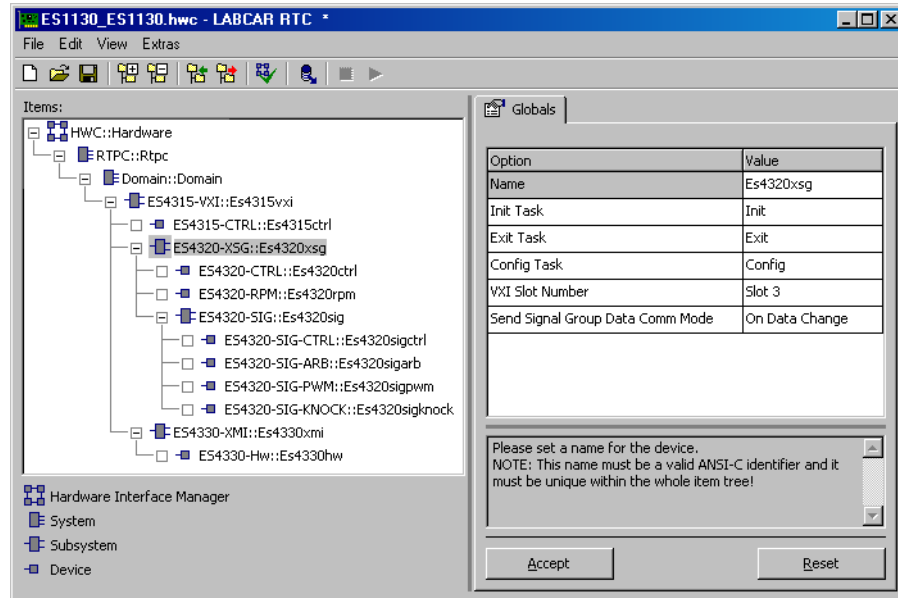 ES1130_ES1130.hwc - LABCAR RTC *
File Edit View Extras
Items:
HWC::Hardware
RTPC::Rtpc
Domain::Domain
ES4315-VXI::Es4315vxi
ES4315-CTRL::Es4315ctrl
ES4320-XSG::Es4320xsg
ES4320-CTRL::Es4320ctrl
ES4320-RPM::Es4320rpm
ES4320-SIG::Es4320sig
ES4320-SIG-CTRL::Es4320sigctrl
ES4320-SIG-ARB::Es4320sigarb
ES4320-SIG-PWM::Es4320sigpwm
ES4320-SIG-KNOCK::Es4320sigknock
ES4330-XMI::Es4330xmi
ES4330-Hw::Es4330hw
Hardware Interface Manager
System
Subsystem
Device
Globals
Option Value
Name Es4320xsg
Init Task Init
Exit Task Exit
Config Task Config
VXI Slot Number Slot 3
Send Signal Group Data Comm Mode On Data Change
Please set a name for the device.
NOTE: This name must be a valid ANSI-C identifier and it
must be unique within the whole item tree!
Accept Reset